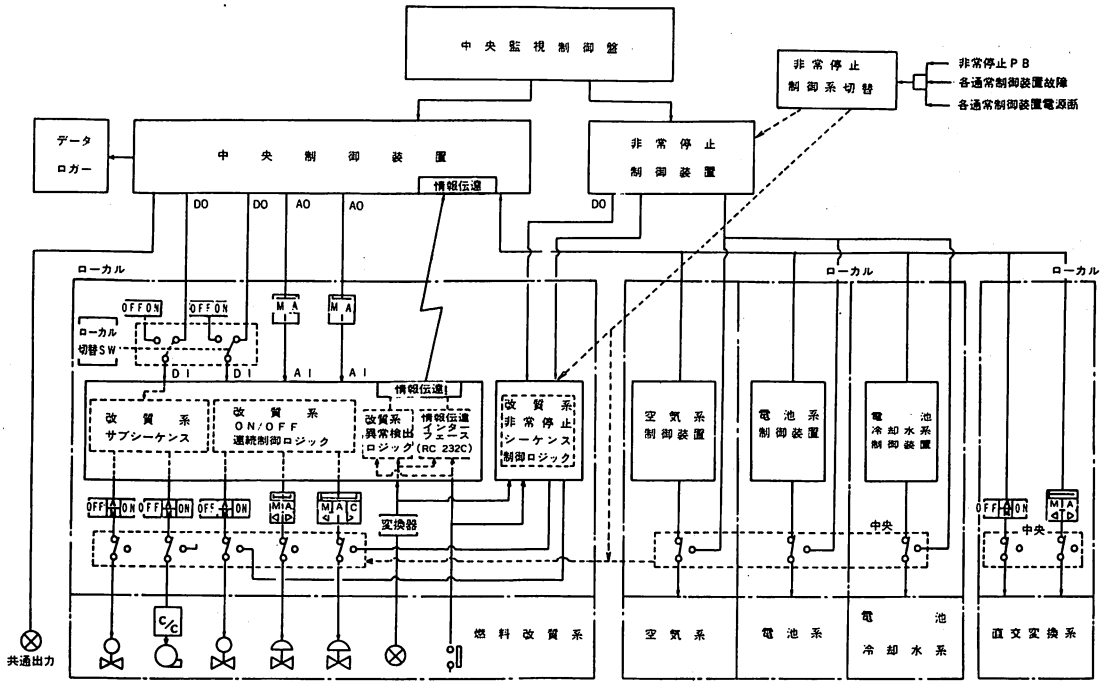 中央監視制御盤
非常停止
制御系切替
非常停止PB
各通常制御装置故障
各通常制御装置電源断
データ
ロガー
中央制御装置
情報伝達
非常停止
制御装置
DO
DO
AO
AO
DO
ローカル
ローカル
ローカル
OFF ON
OFF ON
M A
M A
ローカル
切替SW
DI
DI
AI
AI
情報伝達
改質系
サブシーケンス
改質系
ON/OFF
連続制御ロジック
改質系
異常検出
ロジック
情報伝達
インター
フェース
(RC 232C)
改質系
非常停止
シーケンス
制御ロジック
空気系
制御装置
電池系
制御装置
電池
冷却水系
制御装置
OFF A ON
OFF A ON
OFF A ON
M A
M A C
変換器
OFF A ON
M A
中央
中央
C/C
共通出力
燃料改質系
空気系
電池系
電池
冷却水系
直交変換系